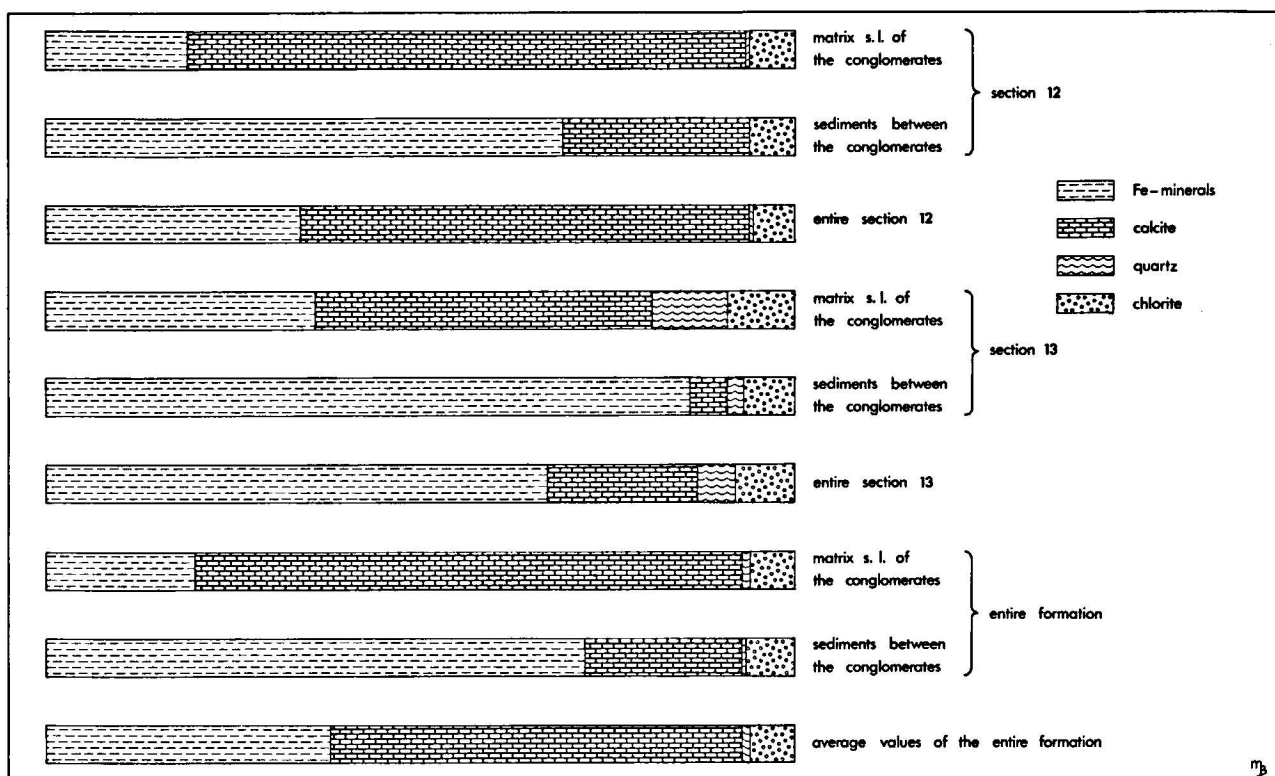 matrix s. l. of
the conglomerates
section 12
sediments between
the conglomerates
entire section 12
Fe-minerals
calcite
quartz
chlorite
matrix s. l. of
the conglomerates
section 13
sediments between
the conglomerates
entire section 13
matrix s. l. of
the conglomerates
entire formation
sediments between
the conglomerates
average values of the entire formation